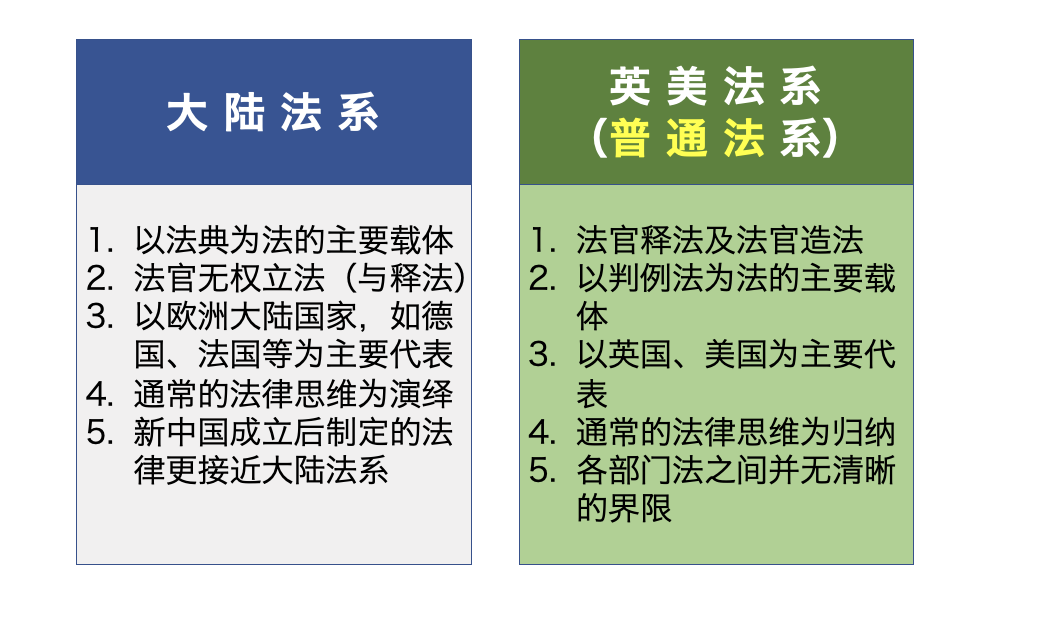 大陆法系
1. 以法典为法的主要载体
2. 法官无权立法（与释法）
3. 以欧洲大陆国家，如德
国、法国等为主要代表
4. 通常的法律思维为演绎
5. 新中国成立后制定的法
律更接近大陆法系
英美法系
（普通法系）
1. 法官释法及法官造法
2. 以判例法为法的主要载
体
3. 以英国、美国为主要代
表
4. 通常的法律思维为归纳
5. 各部门法之间并无清晰
的界限